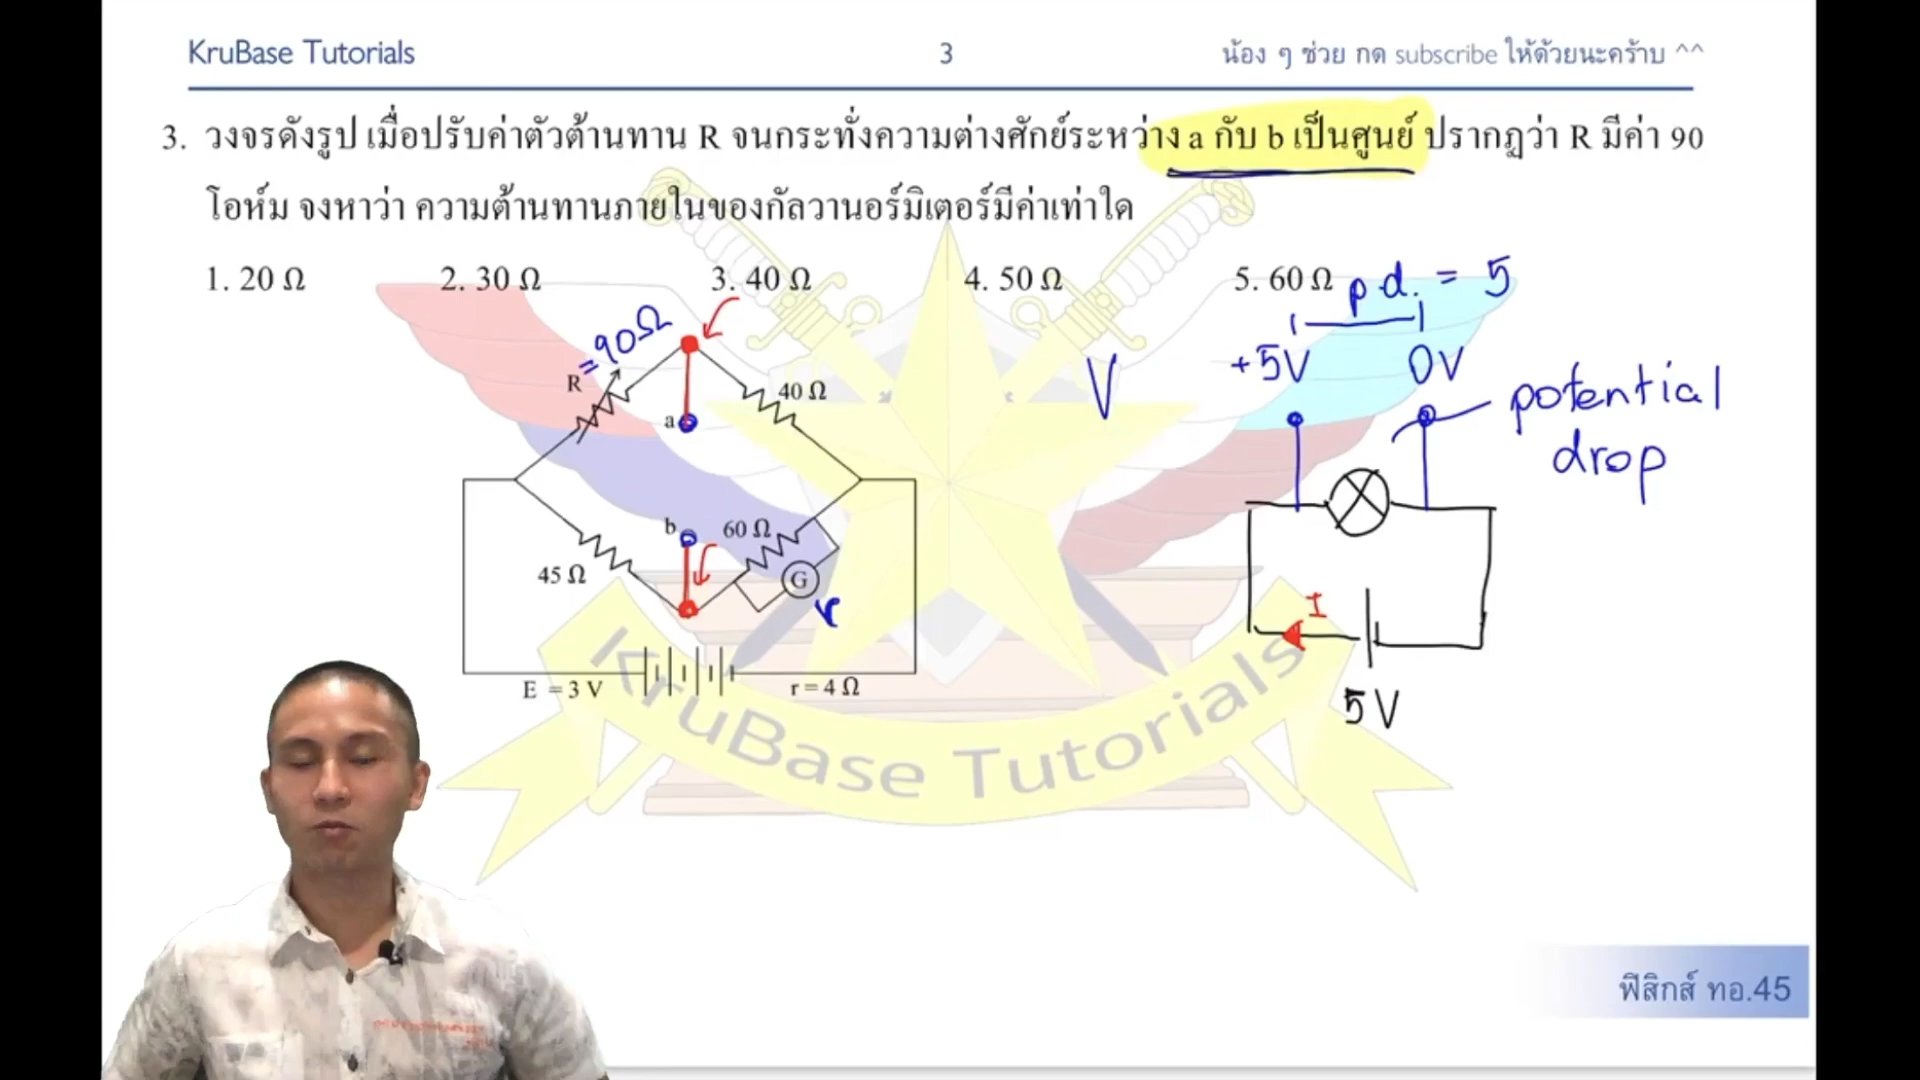 KruBase Tutorials
3
น้อง ๆ ช่วย กด subscribe ให้ด้วยนะคร้าบ ^^
3. วงจรดังรูป เมื่อปรับค่าตัวต้านทาน R จนกระทั่งความต่างศักย์ระหว่าง a กับ b เป็นศูนย์ ปรากฏว่า R มีค่า 90
โอห์ม จงหาว่า ความต้านทานภายในของกัลวานอร์มิเตอร์มีค่าเท่าใด
1. 20 Ω 2. 30 Ω 3. 40 Ω 4. 50 Ω 5. 60 Ω
p.d. = 5
=90Ω
R
40 Ω
a
V
+5V 0V
potential
drop
b
60 Ω
45 Ω
G
r
I
E = 3 V
r = 4 Ω
5V
KruBase Tutorials
ฟิสิกส์ ทอ.45